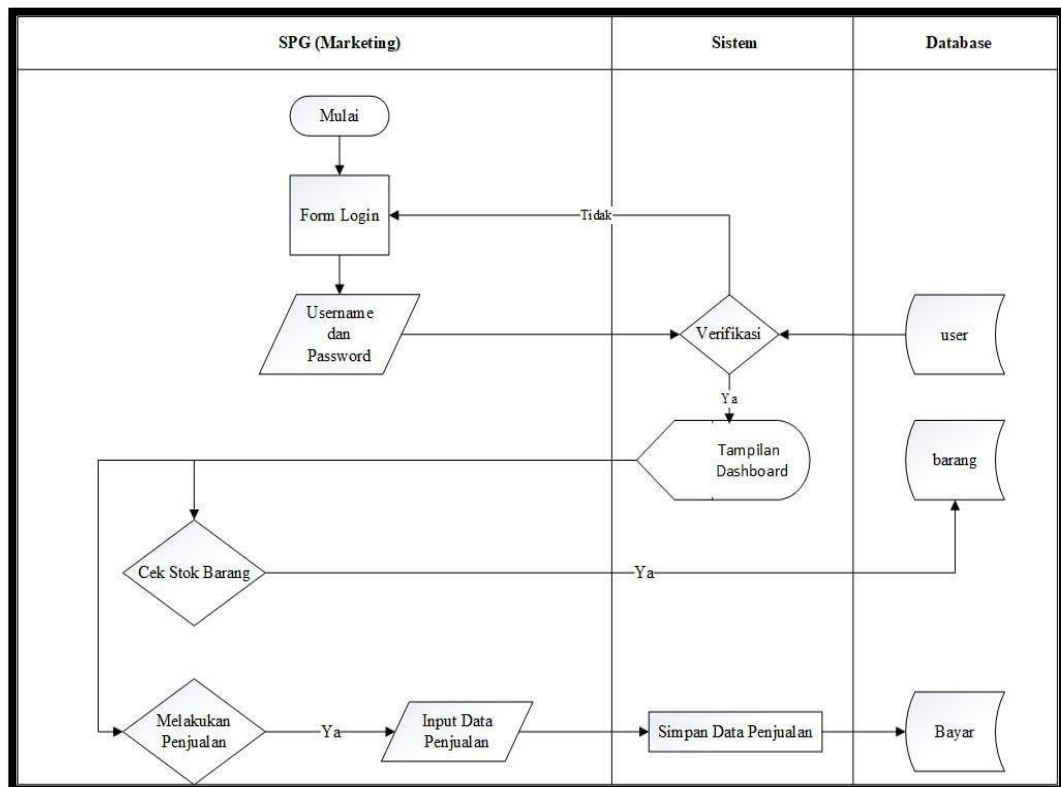 SPG (Marketing)
Sistem
Database
Mulai
Form Login
Tidak
Username
dan
Password
Verifikasi
user
Ya
Tampilan
Dashboard
barang
Cek Stok Barang
Ya
Melakukan
Penjualan
Ya
Input Data
Penjualan
Simpan Data Penjualan
Bayar